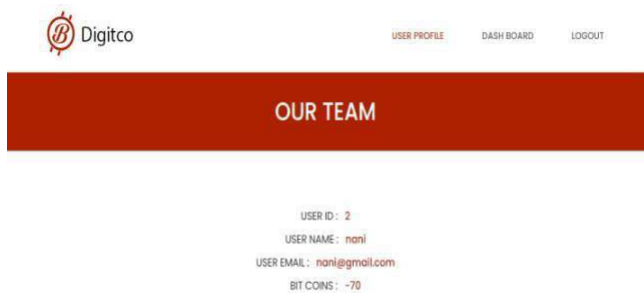 Digitco
USER PROFILE DASH BOARD LOGOUT
OUR TEAM
USER ID : 2
USER NAME : nani
USER EMAIL : nani@gmail.com
BIT COINS : -70